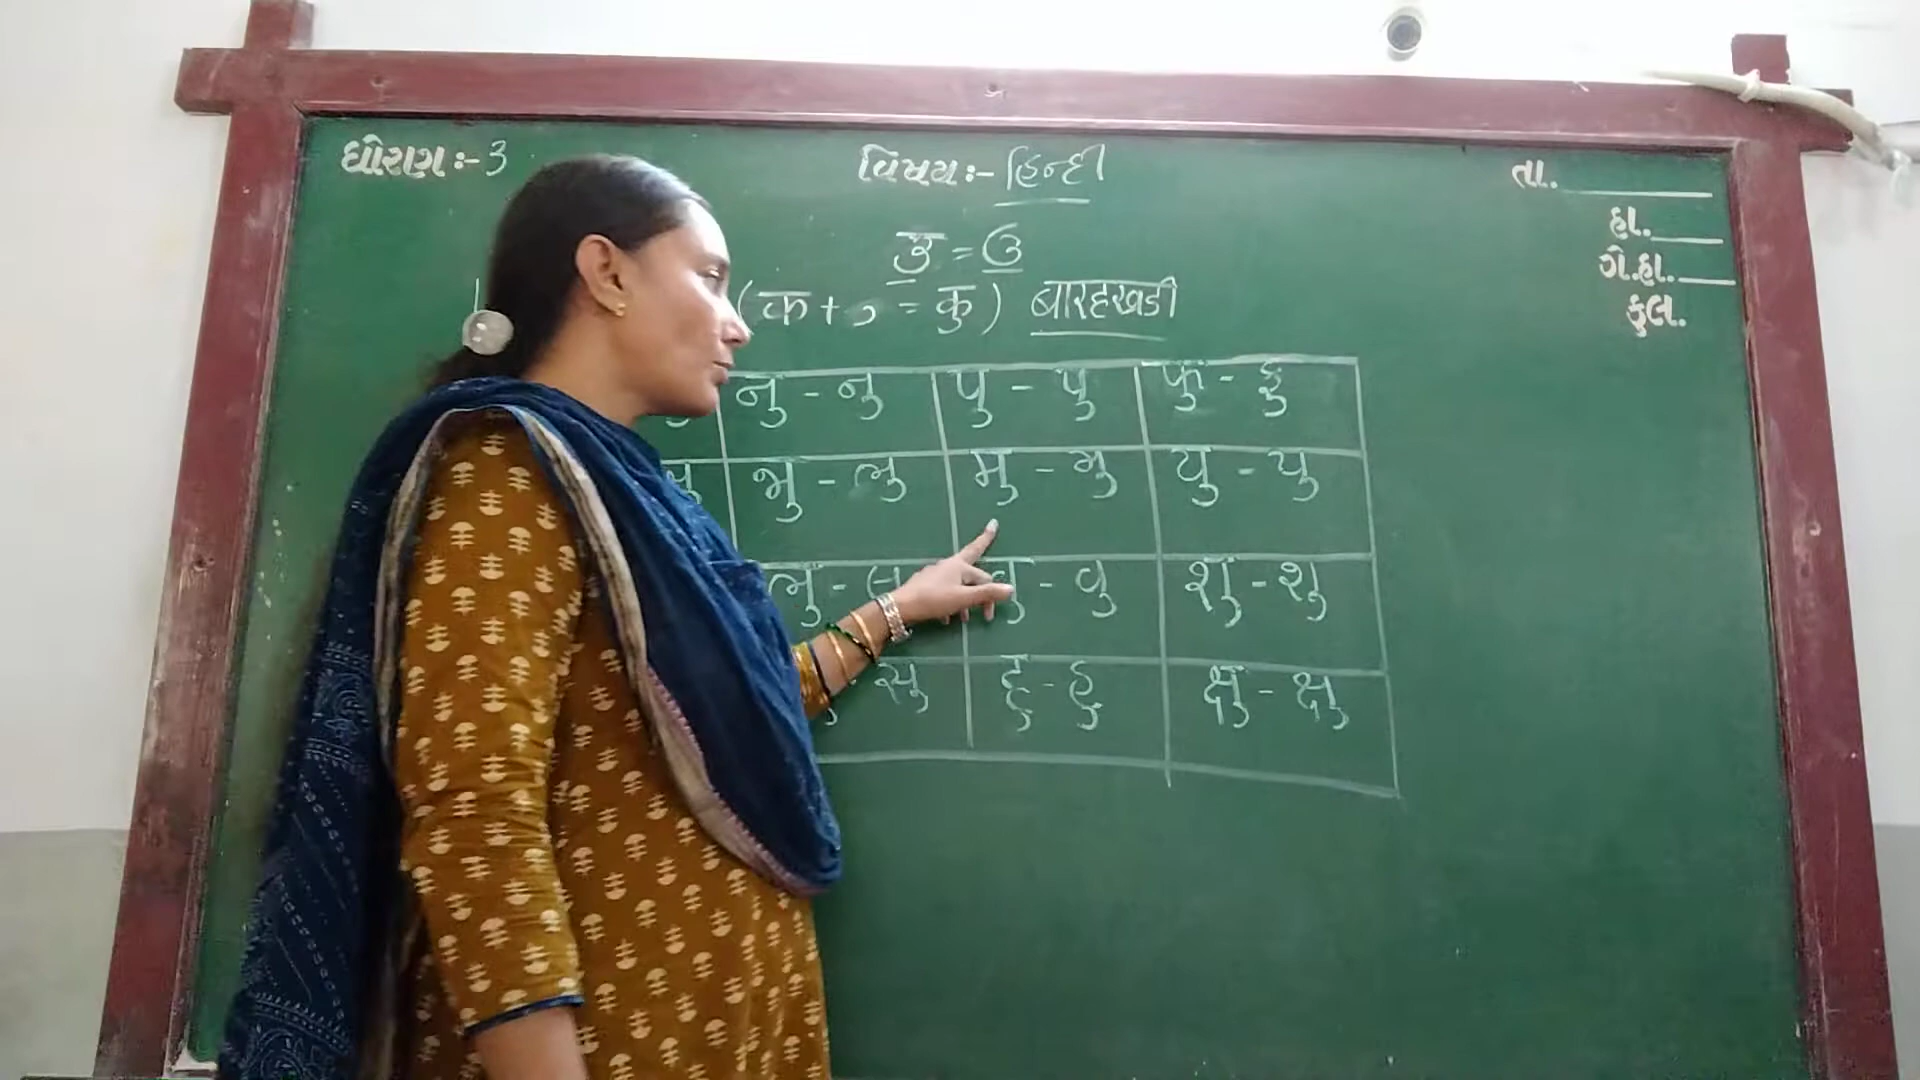 ધોરણ :- 3
વિષય :- હિન્દી
તા.
હા.
ગે.હા.
કુલ.
उ = ઉ
(क + ु = कु) बारहखडी
नु - નુ
पु - પુ
फु - ફુ
भु - ભુ
मु - મુ
यु - યુ
लु - લુ
वु - વુ
शु - શુ
સુ
हु - હુ
क्षु - ક્ષુ